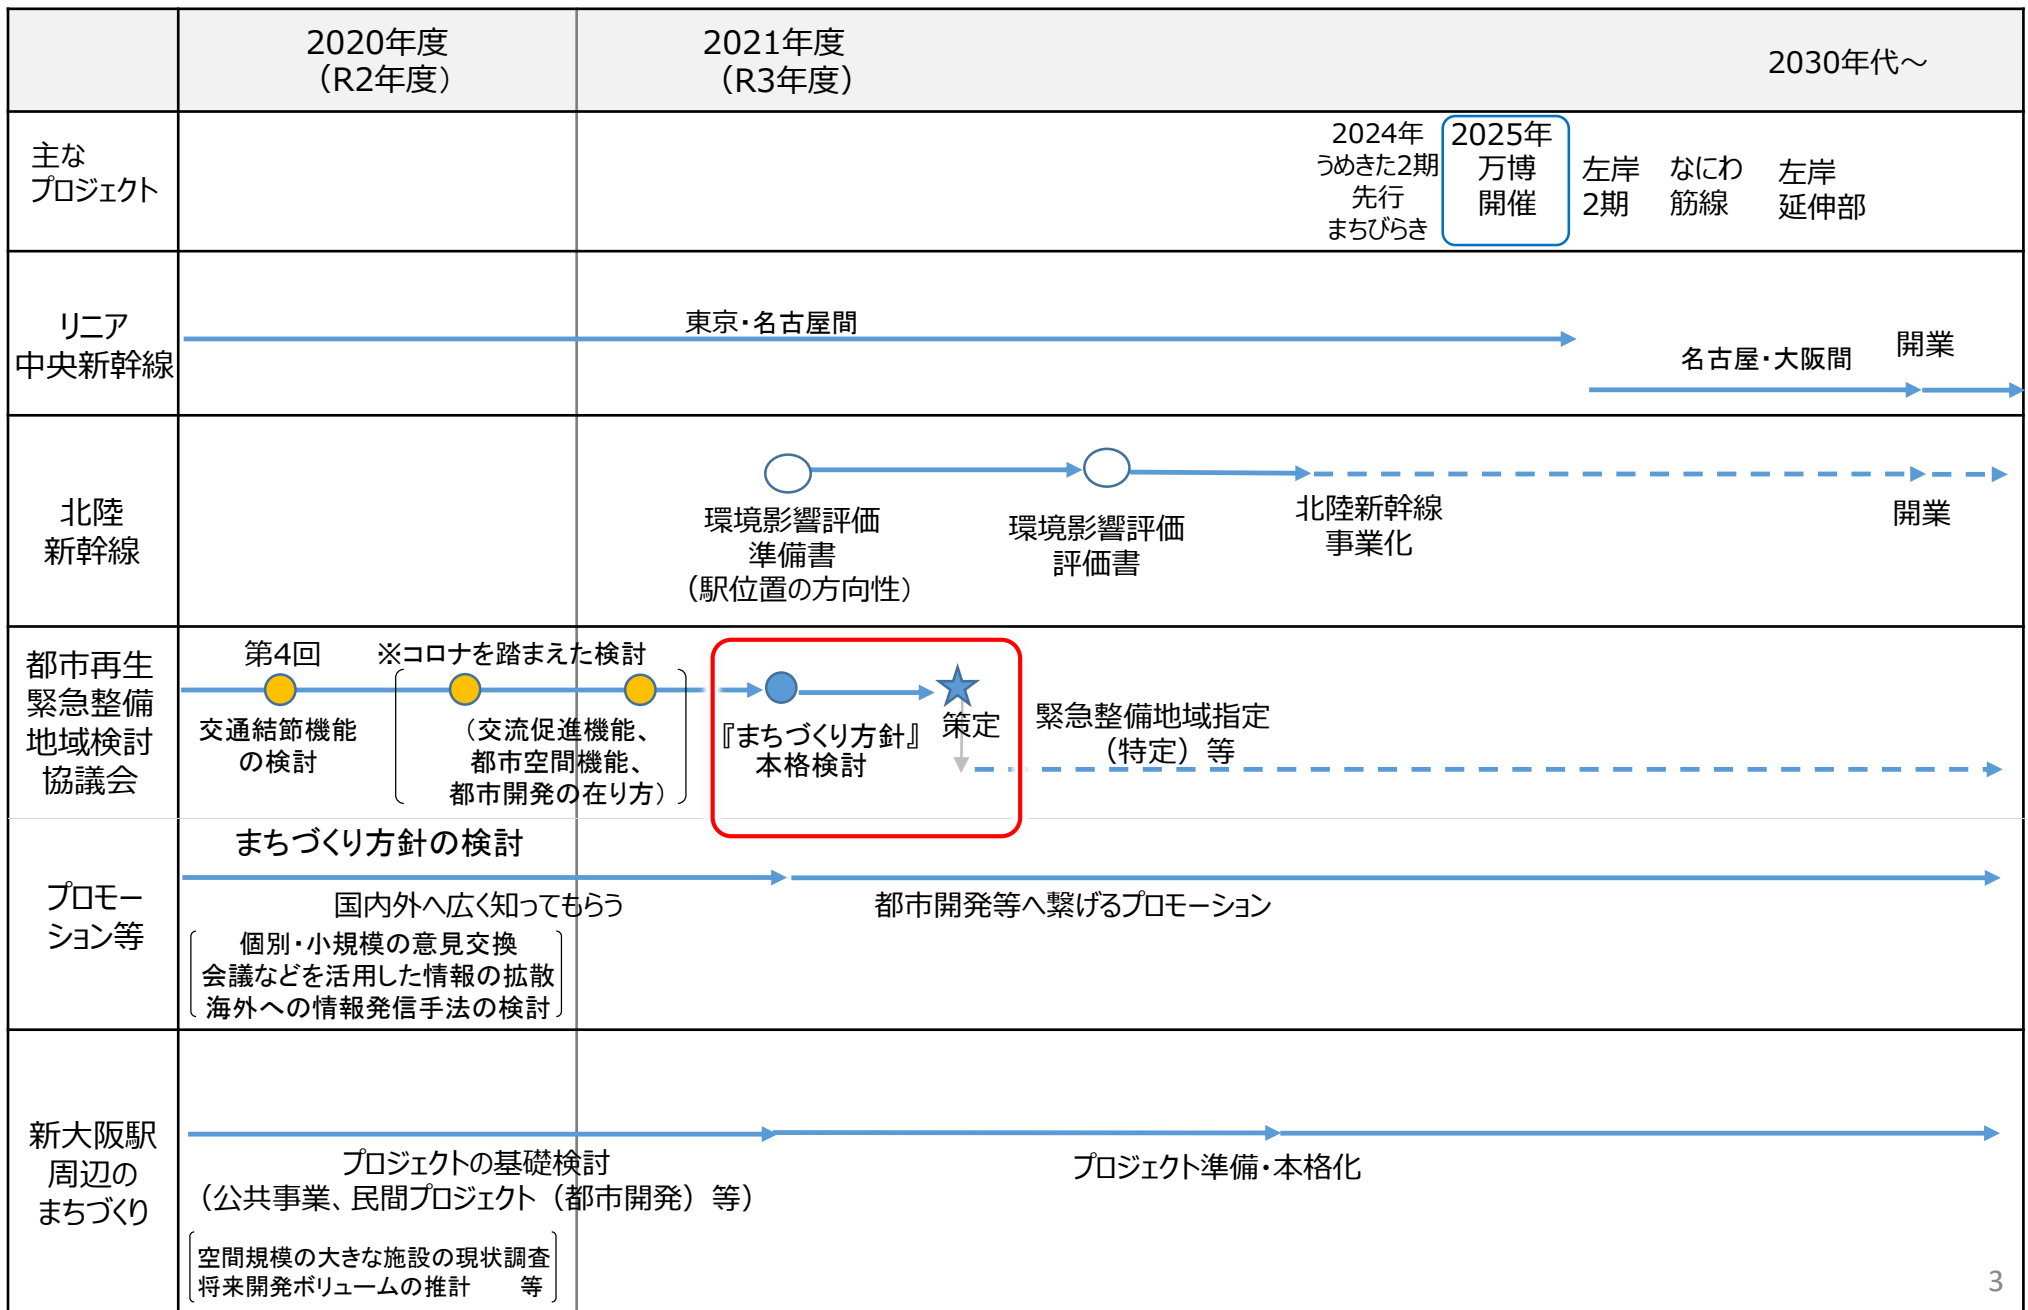 2020年度
（R2年度）
2021年度
（R3年度）
2030年代～
主な
プロジェクト
2024年
うめきた2期
先行
まちびらき
2025年
万博
開催
左岸
2期
なにわ
筋線
左岸
延伸部
リニア
中央新幹線
東京・名古屋間
名古屋・大阪間
開業
北陸
新幹線
環境影響評価
準備書
（駅位置の方向性）
環境影響評価
評価書
北陸新幹線
事業化
開業
都市再生
緊急整備
地域検討
協議会
第4回
交通結節機能
の検討
※コロナを踏まえた検討
（交流促進機能、
都市空間機能、
都市開発の在り方）
『まちづくり方針』
本格検討
策定
緊急整備地域指定
（特定）等
プロモー
ション等
まちづくり方針の検討
国内外へ広く知ってもらう
個別・小規模の意見交換
会議などを活用した情報の拡散
海外への情報発信手法の検討
都市開発等へ繋げるプロモーション
新大阪駅
周辺の
まちづくり
プロジェクトの基礎検討
（公共事業、民間プロジェクト（都市開発）等）
空間規模の大きな施設の現状調査
将来開発ボリュームの推計　　等
プロジェクト準備・本格化
3